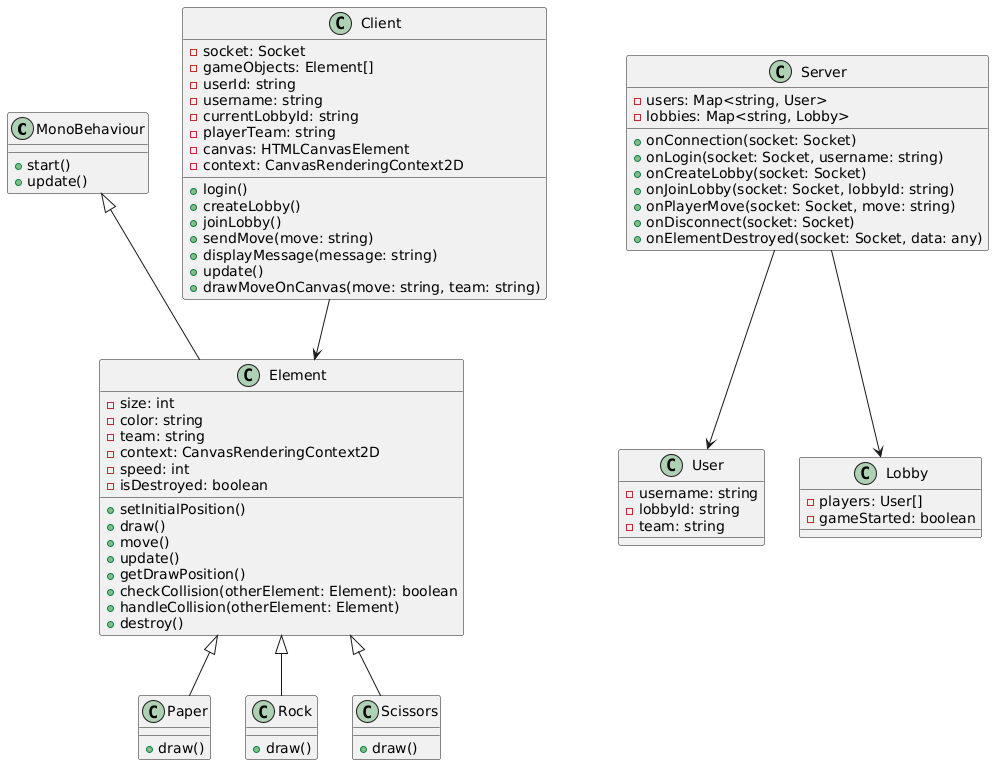 C MonoBehaviour
start()
update()
C Client
socket: Socket
gameObjects: Element[]
userId: string
username: string
currentLobbyId: string
playerTeam: string
canvas: HTMLCanvasElement
context: CanvasRenderingContext2D
login()
createLobby()
joinLobby()
sendMove(move: string)
displayMessage(message: string)
update()
drawMoveOnCanvas(move: string, team: string)
C Server
users: Map<string, User>
lobbies: Map<string, Lobby>
onConnection(socket: Socket)
onLogin(socket: Socket, username: string)
onCreateLobby(socket: Socket)
onJoinLobby(socket: Socket, lobbyId: string)
onPlayerMove(socket: Socket, move: string)
onDisconnect(socket: Socket)
onElementDestroyed(socket: Socket, data: any)
C Element
size: int
color: string
team: string
context: CanvasRenderingContext2D
speed: int
isDestroyed: boolean
setInitialPosition()
draw()
move()
update()
getDrawPosition()
checkCollision(otherElement: Element): boolean
handleCollision(otherElement: Element)
destroy()
C User
username: string
lobbyId: string
team: string
C Lobby
players: User[]
gameStarted: boolean
C Paper
draw()
C Rock
draw()
C Scissors
draw()